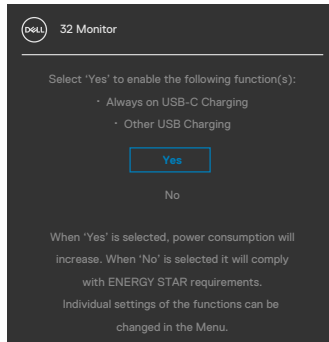 DELL
32 Monitor
Select ‘Yes’ to enable the following function(s):
· Always on USB-C Charging
· Other USB Charging
Yes
No
When ‘Yes’ is selected, power consumption will
increase. When ‘No’ is selected it will comply
with ENERGY STAR requirements.
Individual settings of the functions can be
changed in the Menu.